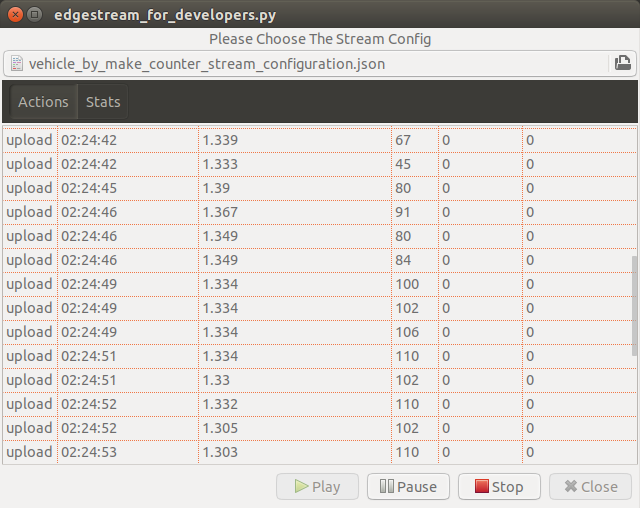 edgestream_for_developers.py
Please Choose The Stream Config
vehicle_by_make_counter_stream_configuration.json
Actions Stats
upload 02:24:42 1.339 67 0 0
upload 02:24:42 1.333 45 0 0
upload 02:24:45 1.39 80 0 0
upload 02:24:46 1.367 91 0 0
upload 02:24:46 1.349 80 0 0
upload 02:24:46 1.349 84 0 0
upload 02:24:49 1.334 100 0 0
upload 02:24:49 1.334 102 0 0
upload 02:24:49 1.334 106 0 0
upload 02:24:51 1.334 110 0 0
upload 02:24:51 1.33 102 0 0
upload 02:24:52 1.332 110 0 0
upload 02:24:52 1.305 102 0 0
upload 02:24:53 1.303 110 0 0
Play Pause Stop Close